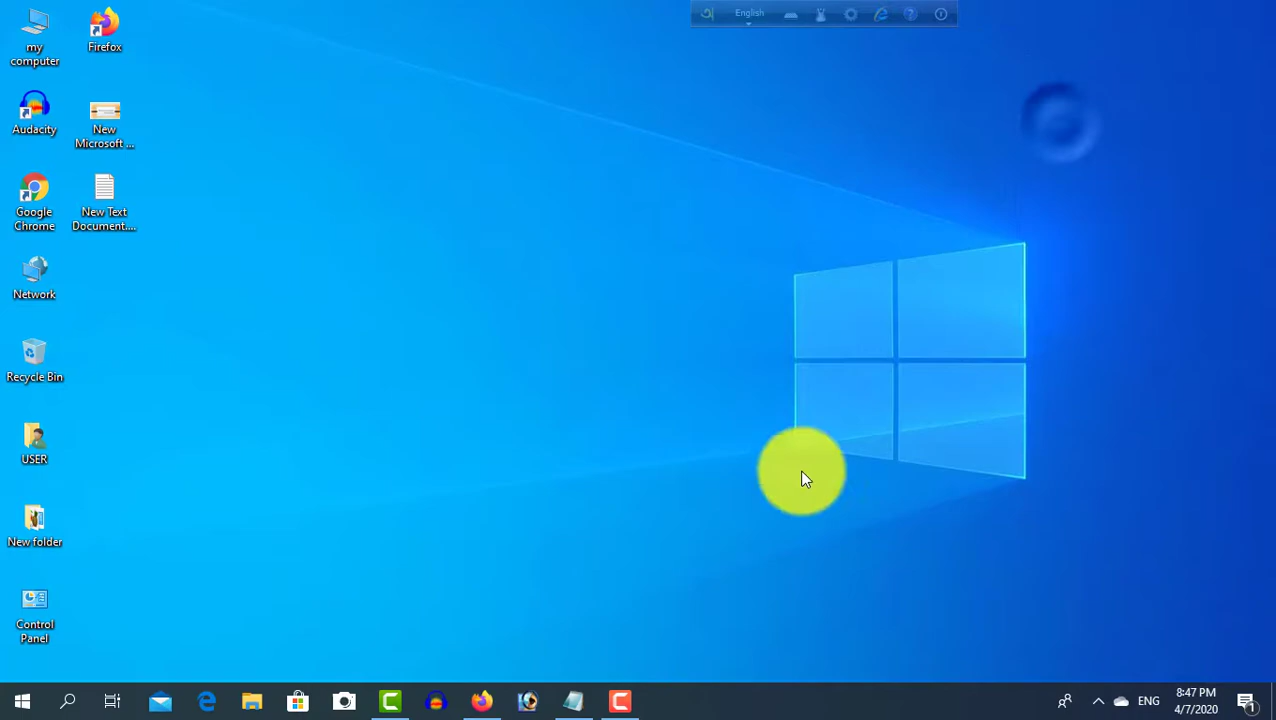 অ English
my
computer
Firefox
Audacity
New
Microsoft ...
Google
Chrome
New Text
Document....
Network
Recycle Bin
USER
New folder
Control
Panel
ENG
8:47 PM
4/7/2020
1